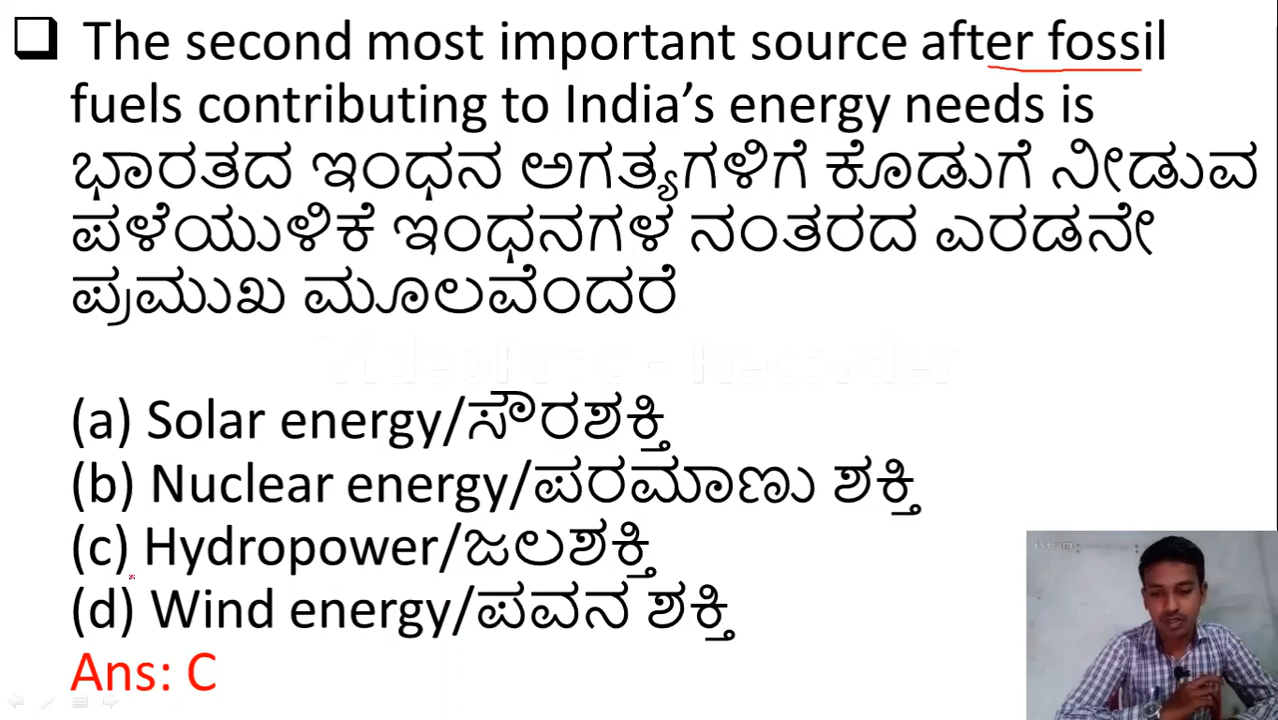 The second most important source after fossil
fuels contributing to India’s energy needs is
ಭಾರತದ ಇಂಧನ ಅಗತ್ಯಗಳಿಗೆ ಕೊಡುಗೆ ನೀಡುವ
ಪಳೆಯುಳಿಕೆ ಇಂಧನಗಳ ನಂತರದ ಎರಡನೇ
ಪ್ರಮುಖ ಮೂಲವೆಂದರೆ
(a) Solar energy/ಸೌರಶಕ್ತಿ
(b) Nuclear energy/ಪರಮಾಣು ಶಕ್ತಿ
(c) Hydropower/ಜಲಶಕ್ತಿ
(d) Wind energy/ಪವನ ಶಕ್ತಿ
Ans: C